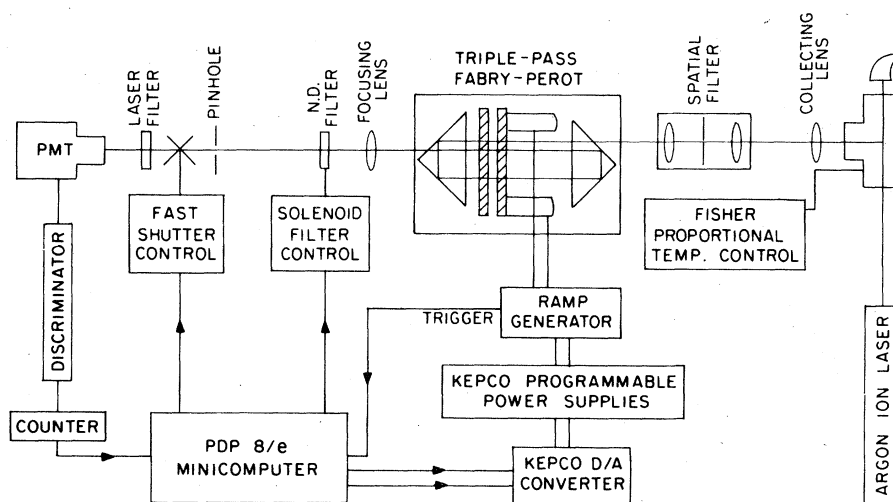 TRIPLE-PASS
FABRY-PEROT
LASER
FILTER
PINHOLE
N.D.
FILTER
FOCUSING
LENS
SPATIAL
FILTER
COLLECTING
LENS
PMT
FAST
SHUTTER
CONTROL
SOLENOID
FILTER
CONTROL
FISHER
PROPORTIONAL
TEMP. CONTROL
DISCRIMINATOR
TRIGGER
RAMP
GENERATOR
ARGON ION LASER
KEPCO PROGRAMMABLE
POWER SUPPLIES
COUNTER
PDP 8/e
MINICOMPUTER
KEPCO D/A
CONVERTER